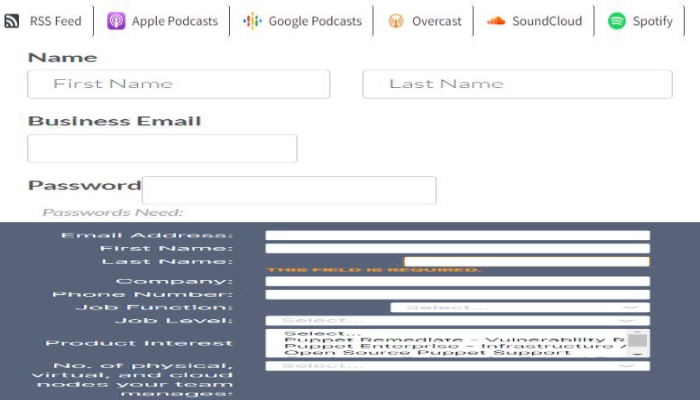 RSS Feed Apple Podcasts Google Podcasts Overcast SoundCloud Spotify
Name
First Name Last Name
Business Email
Password
Passwords Need:
Email Address:
First Name:
Last Name:
THIS FIELD IS REQUIRED.
Company:
Phone Number:
Job Function: Select...
Job Level: Select...
Select...
Puppet Remediate - Vulnerability R
Product Interest
Puppet Enterprise - Infrastructure A
Open Source Puppet Support
No. of physical, Select...
virtual, and cloud
nodes your team
manages: